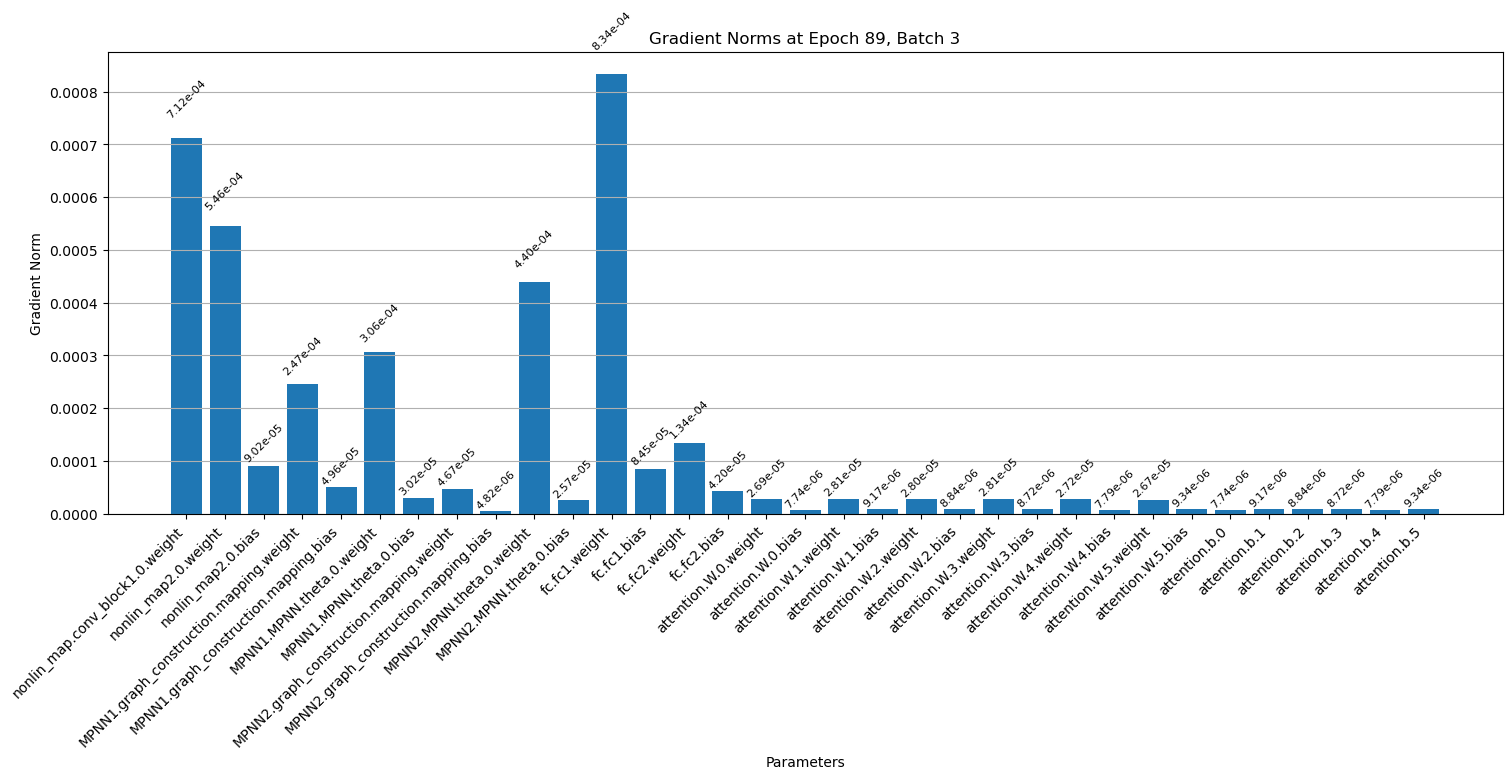 Gradient Norms at Epoch 89, Batch 3
Gradient Norm
0.0008
0.0007
0.0006
0.0005
0.0004
0.0003
0.0002
0.0001
0.0000
7.12e-04
5.46e-04
9.02e-05
2.47e-04
4.96e-05
3.06e-04
3.02e-05
4.67e-05
4.82e-06
4.40e-04
2.57e-05
8.34e-04
8.45e-05
1.34e-04
4.20e-05
2.69e-05
7.74e-06
2.81e-05
9.17e-06
2.80e-05
8.84e-06
2.81e-05
8.72e-06
2.72e-05
7.79e-06
2.67e-05
9.34e-06
7.74e-06
9.17e-06
8.84e-06
8.72e-06
7.79e-06
9.34e-06
nonlin_map.conv_block1.0.weight
nonlin_map2.0.weight
nonlin_map2.0.bias
MPNN1.graph_construction.mapping.weight
MPNN1.graph_construction.mapping.bias
MPNN1.MPNN.theta.0.weight
MPNN1.MPNN.theta.0.bias
MPNN2.graph_construction.mapping.weight
MPNN2.graph_construction.mapping.bias
MPNN2.MPNN.theta.0.weight
MPNN2.MPNN.theta.0.bias
fc.fc1.weight
fc.fc1.bias
fc.fc2.weight
fc.fc2.bias
attention.W.0.weight
attention.W.0.bias
attention.W.1.weight
attention.W.1.bias
attention.W.2.weight
attention.W.2.bias
attention.W.3.weight
attention.W.3.bias
attention.W.4.weight
attention.W.4.bias
attention.W.5.weight
attention.W.5.bias
attention.b.0
attention.b.1
attention.b.2
attention.b.3
attention.b.4
attention.b.5
Parameters